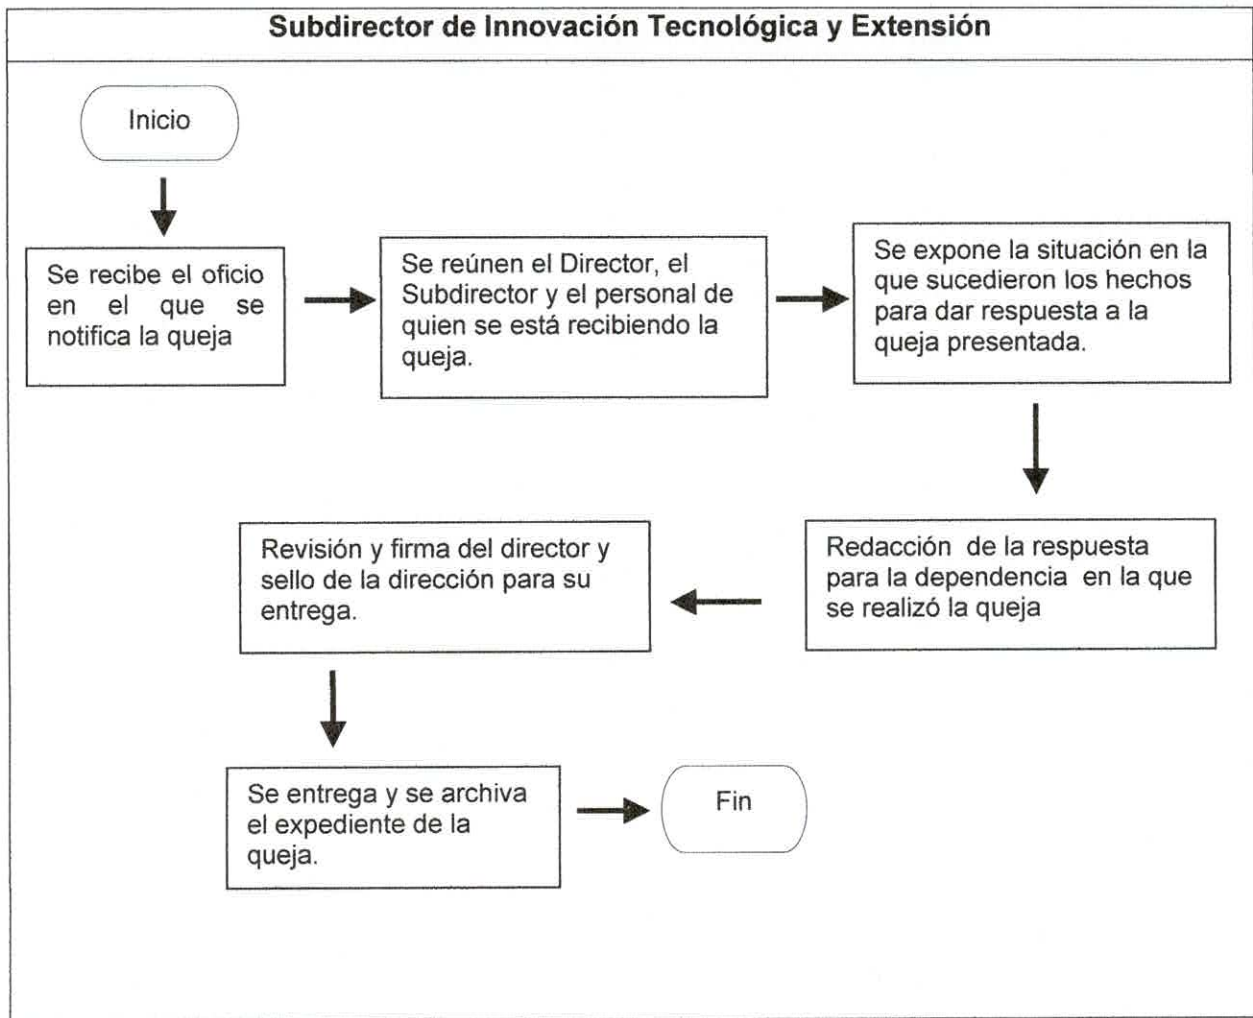 Subdirector de Innovación Tecnológica y Extensión
Inicio
Se recibe el oficio
en el que se
notifica la queja
Se reúnen el Director, el
Subdirector y el personal de
quien se está recibiendo la
queja.
Se expone la situación en la
que sucedieron los hechos
para dar respuesta a la
queja presentada.
Redacción de la respuesta
para la dependencia en la que
se realizó la queja
Revisión y firma del director y
sello de la dirección para su
entrega.
Se entrega y se archiva
el expediente de la
queja.
Fin